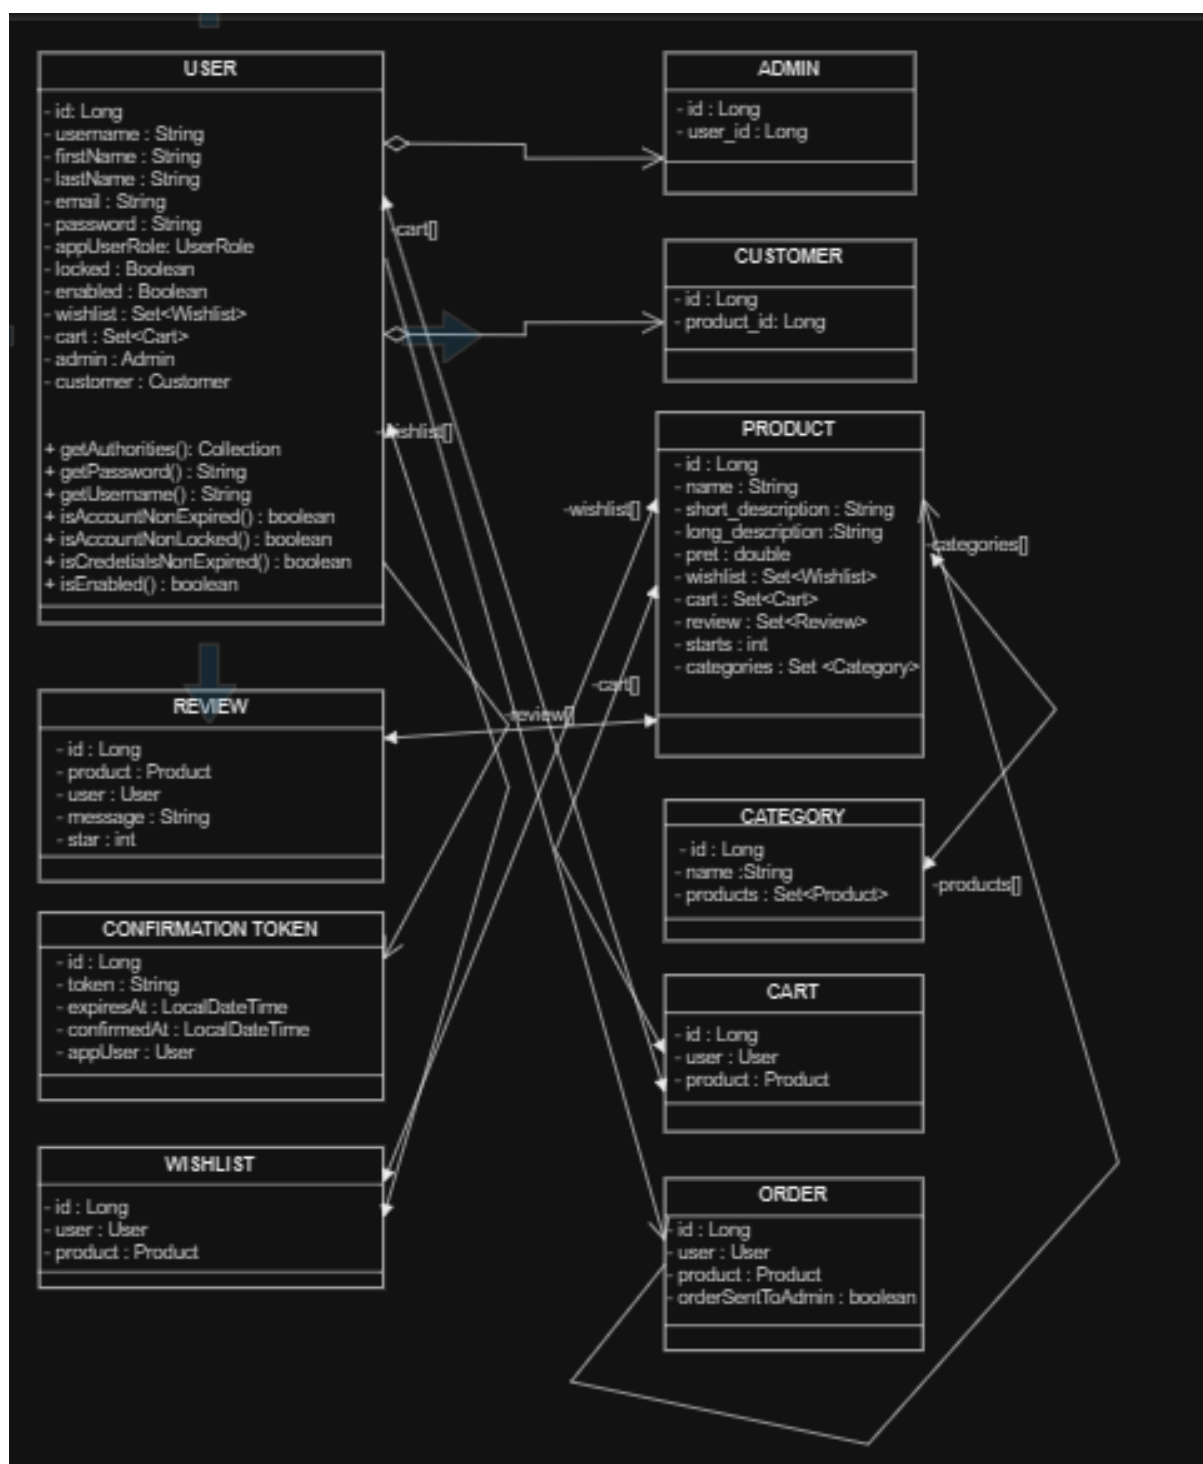 USER
- id: Long
- username : String
- firstName : String
- lastName : String
- email : String
- password : String
- appUserRole: UserRole
- locked : Boolean
- enabled : Boolean
- wishlist : Set<Wishlist>
- cart : Set<Cart>
- admin : Admin
- customer : Customer
+ getAuthorities(): Collection
+ getPassword() : String
+ getUsername() : String
+ isAccountNonExpired() : boolean
+ isAccountNonLocked() : boolean
+ isCredetialsNonExpired() : boolean
+ isEnabled() : boolean
ADMIN
- id : Long
- user_id : Long
-cart[]
CUSTOMER
- id : Long
- product_id: Long
-wishlist[]
PRODUCT
- id : Long
- name : String
- short_description : String
- long_description :String
- pret : double
- wishlist : Set<Wishlist>
- cart : Set<Cart>
- review : Set<Review>
- starts : int
- categories : Set <Category>
-wishlist[]
-categories[]
-cart[]
-review[]
REVIEW
- id : Long
- product : Product
- user : User
- message : String
- star : int
CATEGORY
- id : Long
- name :String
- products : Set<Product>
-products[]
CONFIRMATION TOKEN
- id : Long
- token : String
- expiresAt : LocalDateTime
- confirmedAt : LocalDateTime
- appUser : User
CART
- id : Long
- user : User
- product : Product
WISHLIST
- id : Long
- user : User
- product : Product
ORDER
- id : Long
- user : User
- product : Product
- orderSentToAdmin : boolean